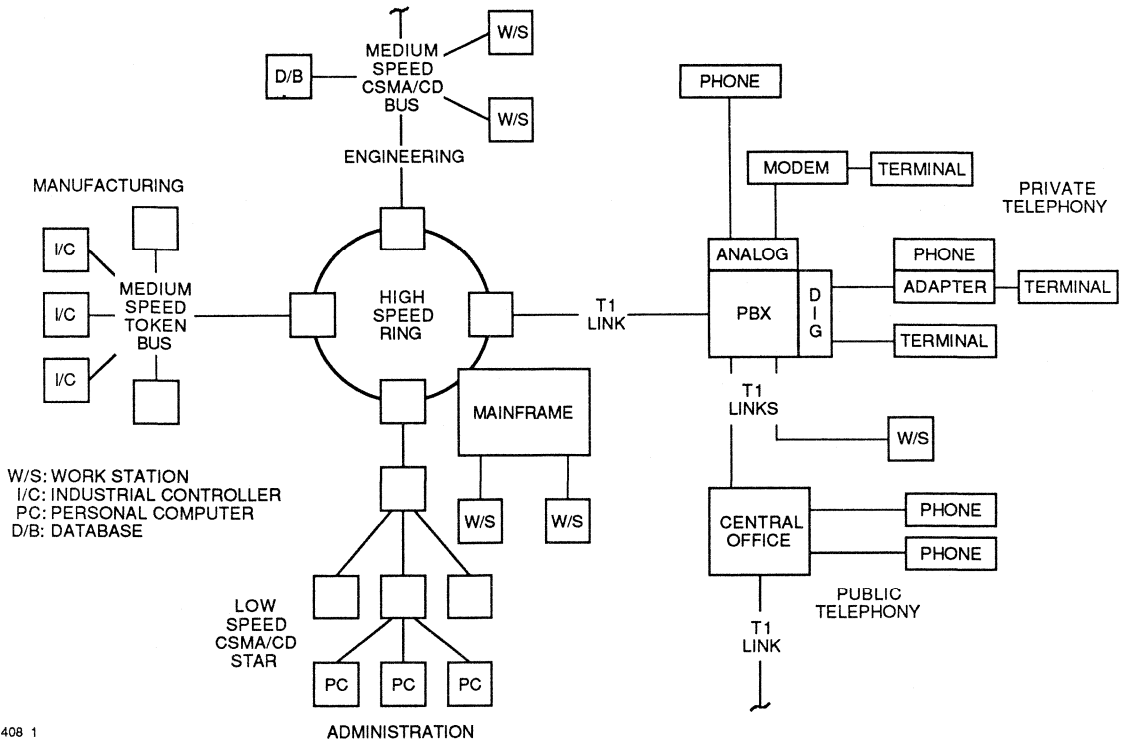 W/S
MEDIUM
SPEED
CSMA/CD
BUS
D/B
W/S
ENGINEERING
PHONE
MODEM
TERMINAL
PRIVATE
TELEPHONY
MANUFACTURING
I/C
I/C
I/C
MEDIUM
SPEED
TOKEN
BUS
HIGH
SPEED
RING
T1
LINK
ANALOG
PBX
D
I
G
PHONE
ADAPTER
TERMINAL
TERMINAL
T1
LINKS
W/S
MAINFRAME
W/S
W/S
W/S: WORK STATION
I/C: INDUSTRIAL CONTROLLER
PC: PERSONAL COMPUTER
D/B: DATABASE
CENTRAL
OFFICE
PHONE
PHONE
PUBLIC
TELEPHONY
T1
LINK
LOW
SPEED
CSMA/CD
STAR
PC
PC
PC
ADMINISTRATION
408 1